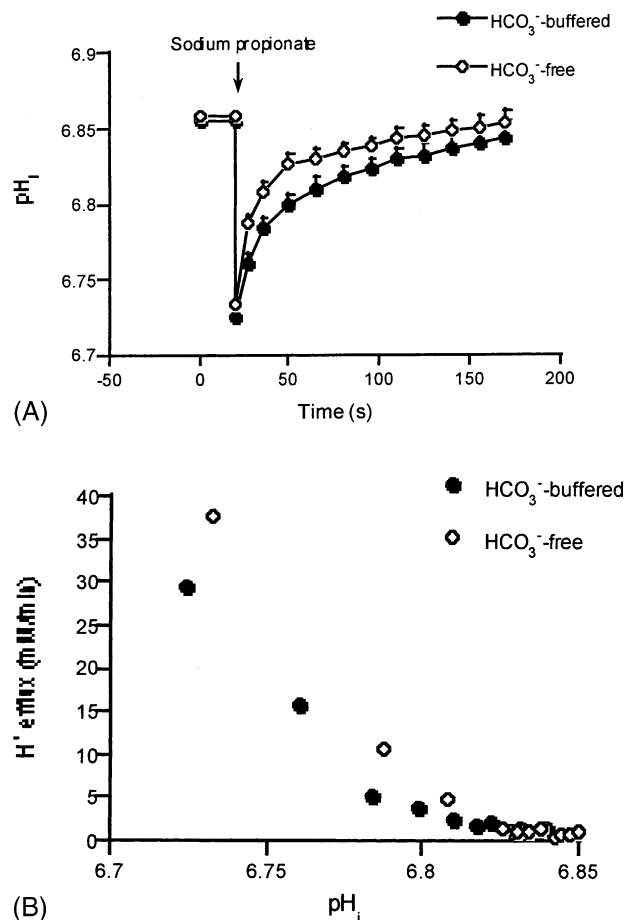 HCO₃⁻-buffered
HCO₃⁻-free
Sodium propionate
6.9
6.85
6.8
6.75
6.7
pHᵢ
-50 0 50 100 150 200
Time (s)
(A)
HCO₃⁻-buffered
HCO₃⁻-free
40
35
30
25
20
15
10
5
0
H⁺ efflux
6.7 6.75 6.8 6.85
pHᵢ
(B)